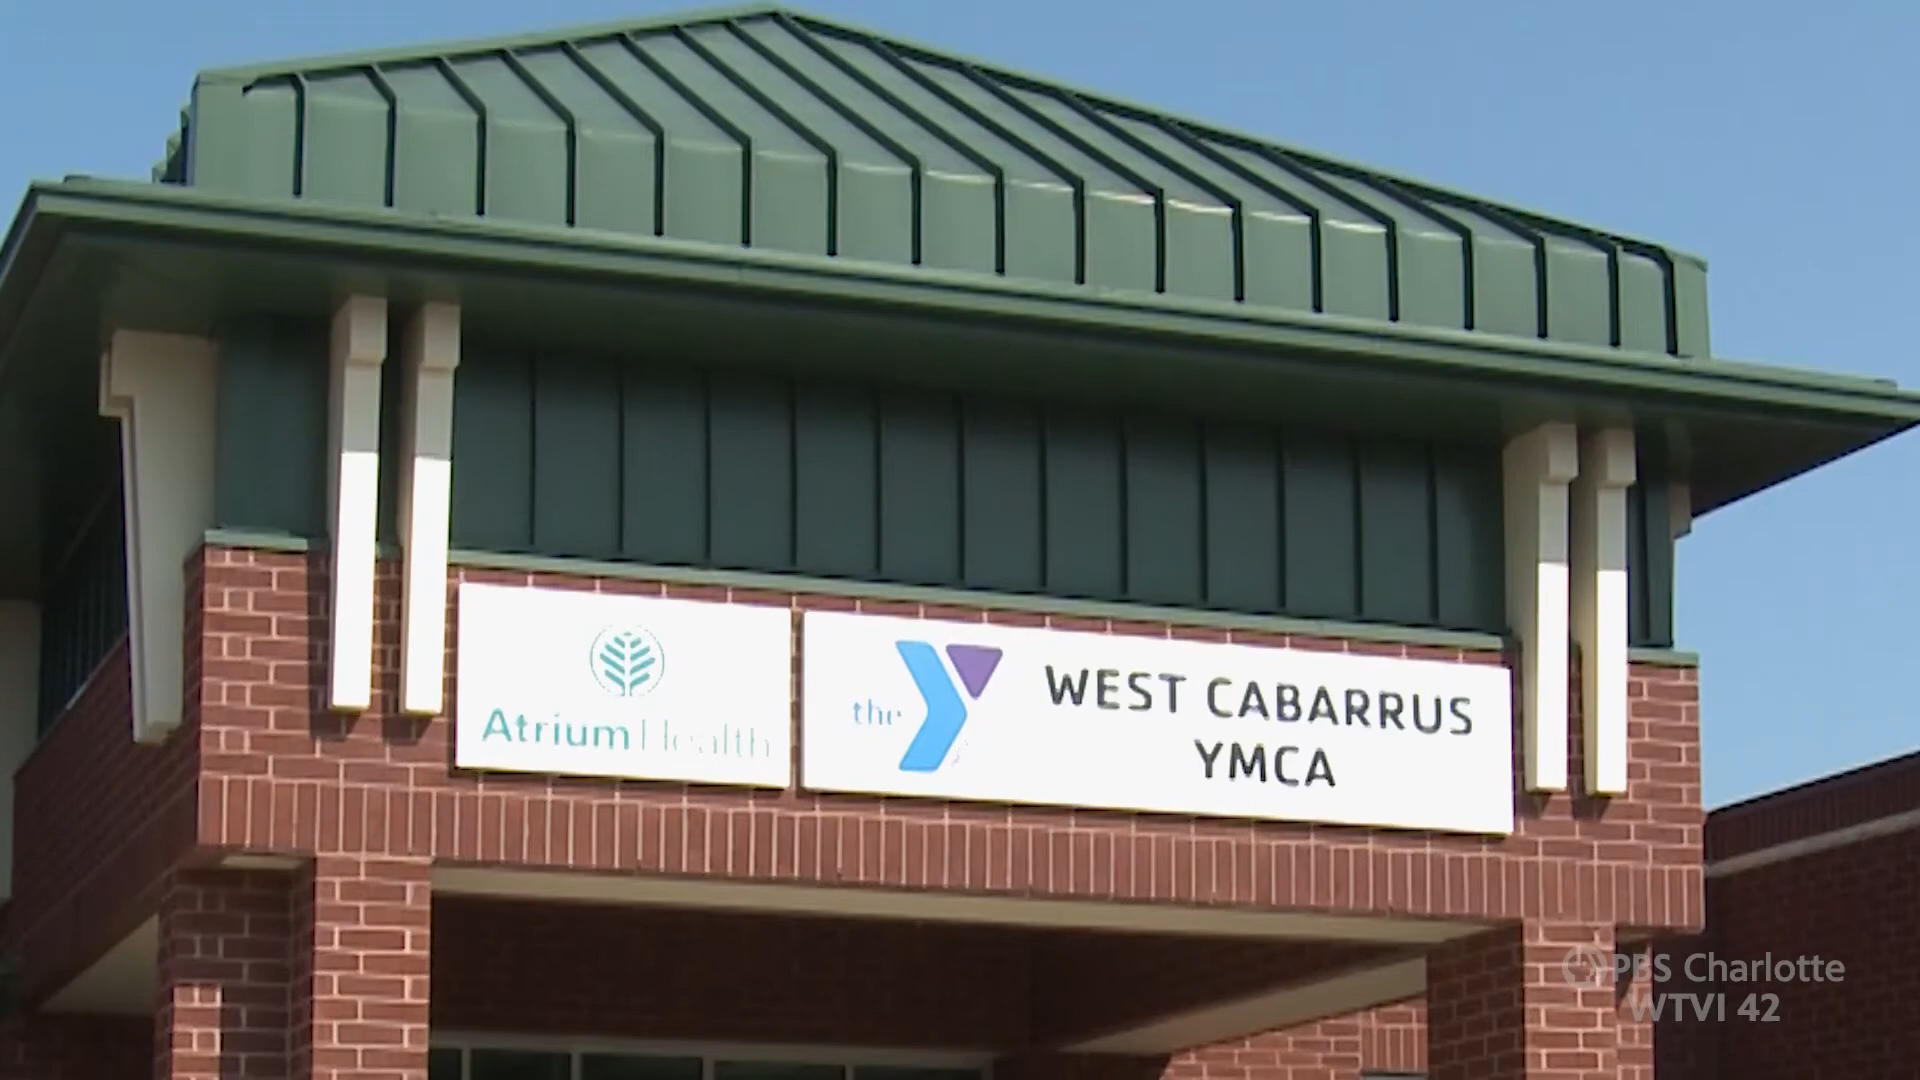 Atrium Health
the Y
WEST CABARRUS
YMCA
PBS Charlotte
WTVI 42